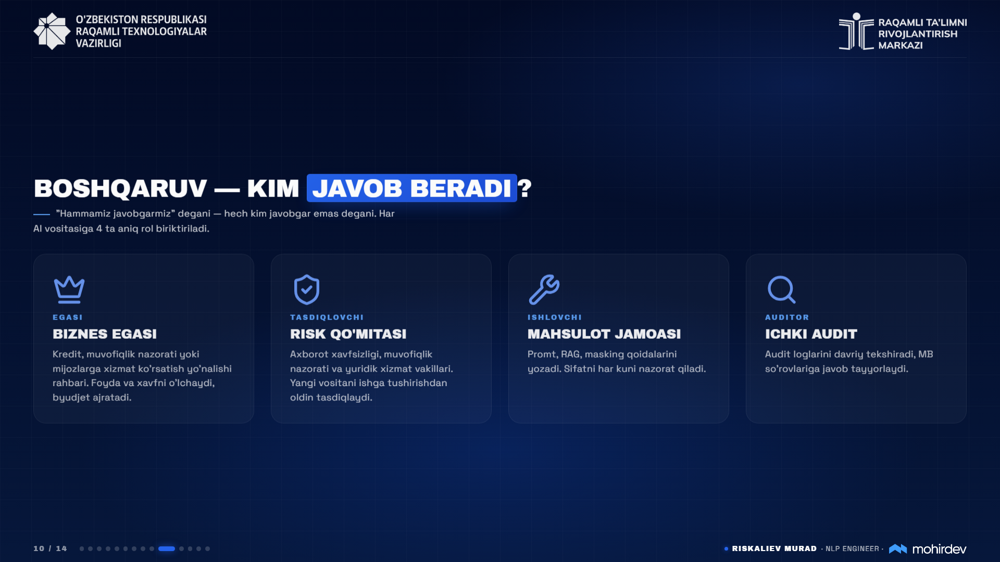 O'ZBEKISTON RESPUBLIKASI
RAQAMLI TEXNOLOGIYALAR
VAZIRLIGI
RAQAMLI TA’LIMNI
RIVOJLANTIRISH
MARKAZI
BOSHQARUV — KIM JAVOB BERADI?
”Hammamiz javobgarmiz” degani — hech kim javobgar emas degani. Har
AI vositasiga 4 ta aniq rol biriktiriladi.
EGASI
BIZNES EGASI
Kredit, muvofiqlik nazorati yoki
mijozlarga xizmat ko’rsatish yo’nalishi
rahbari. Foyda va xavfni o’lchaydi,
byudjet ajratadi.
TASDIQLOVCHI
RISK QO'MITASI
Axborot xavfsizligi, muvofiqlik
nazorati va yuridik xizmat vakillari.
Yangi vositani ishga tushirishdan
oldin tasdiqlaydi.
ISHLOVCHI
MAHSULOT JAMOASI
Promt, RAG, masking qoidalarini
yozadi. Sifatni har kuni nazorat qiladi.
AUDITOR
ICHKI AUDIT
Audit loglarini davriy tekshiradi, MB
so’rovlariga javob tayyorlaydi.
10 / 14
RISKALIEV MURAD · NLP ENGINEER · mohirdev